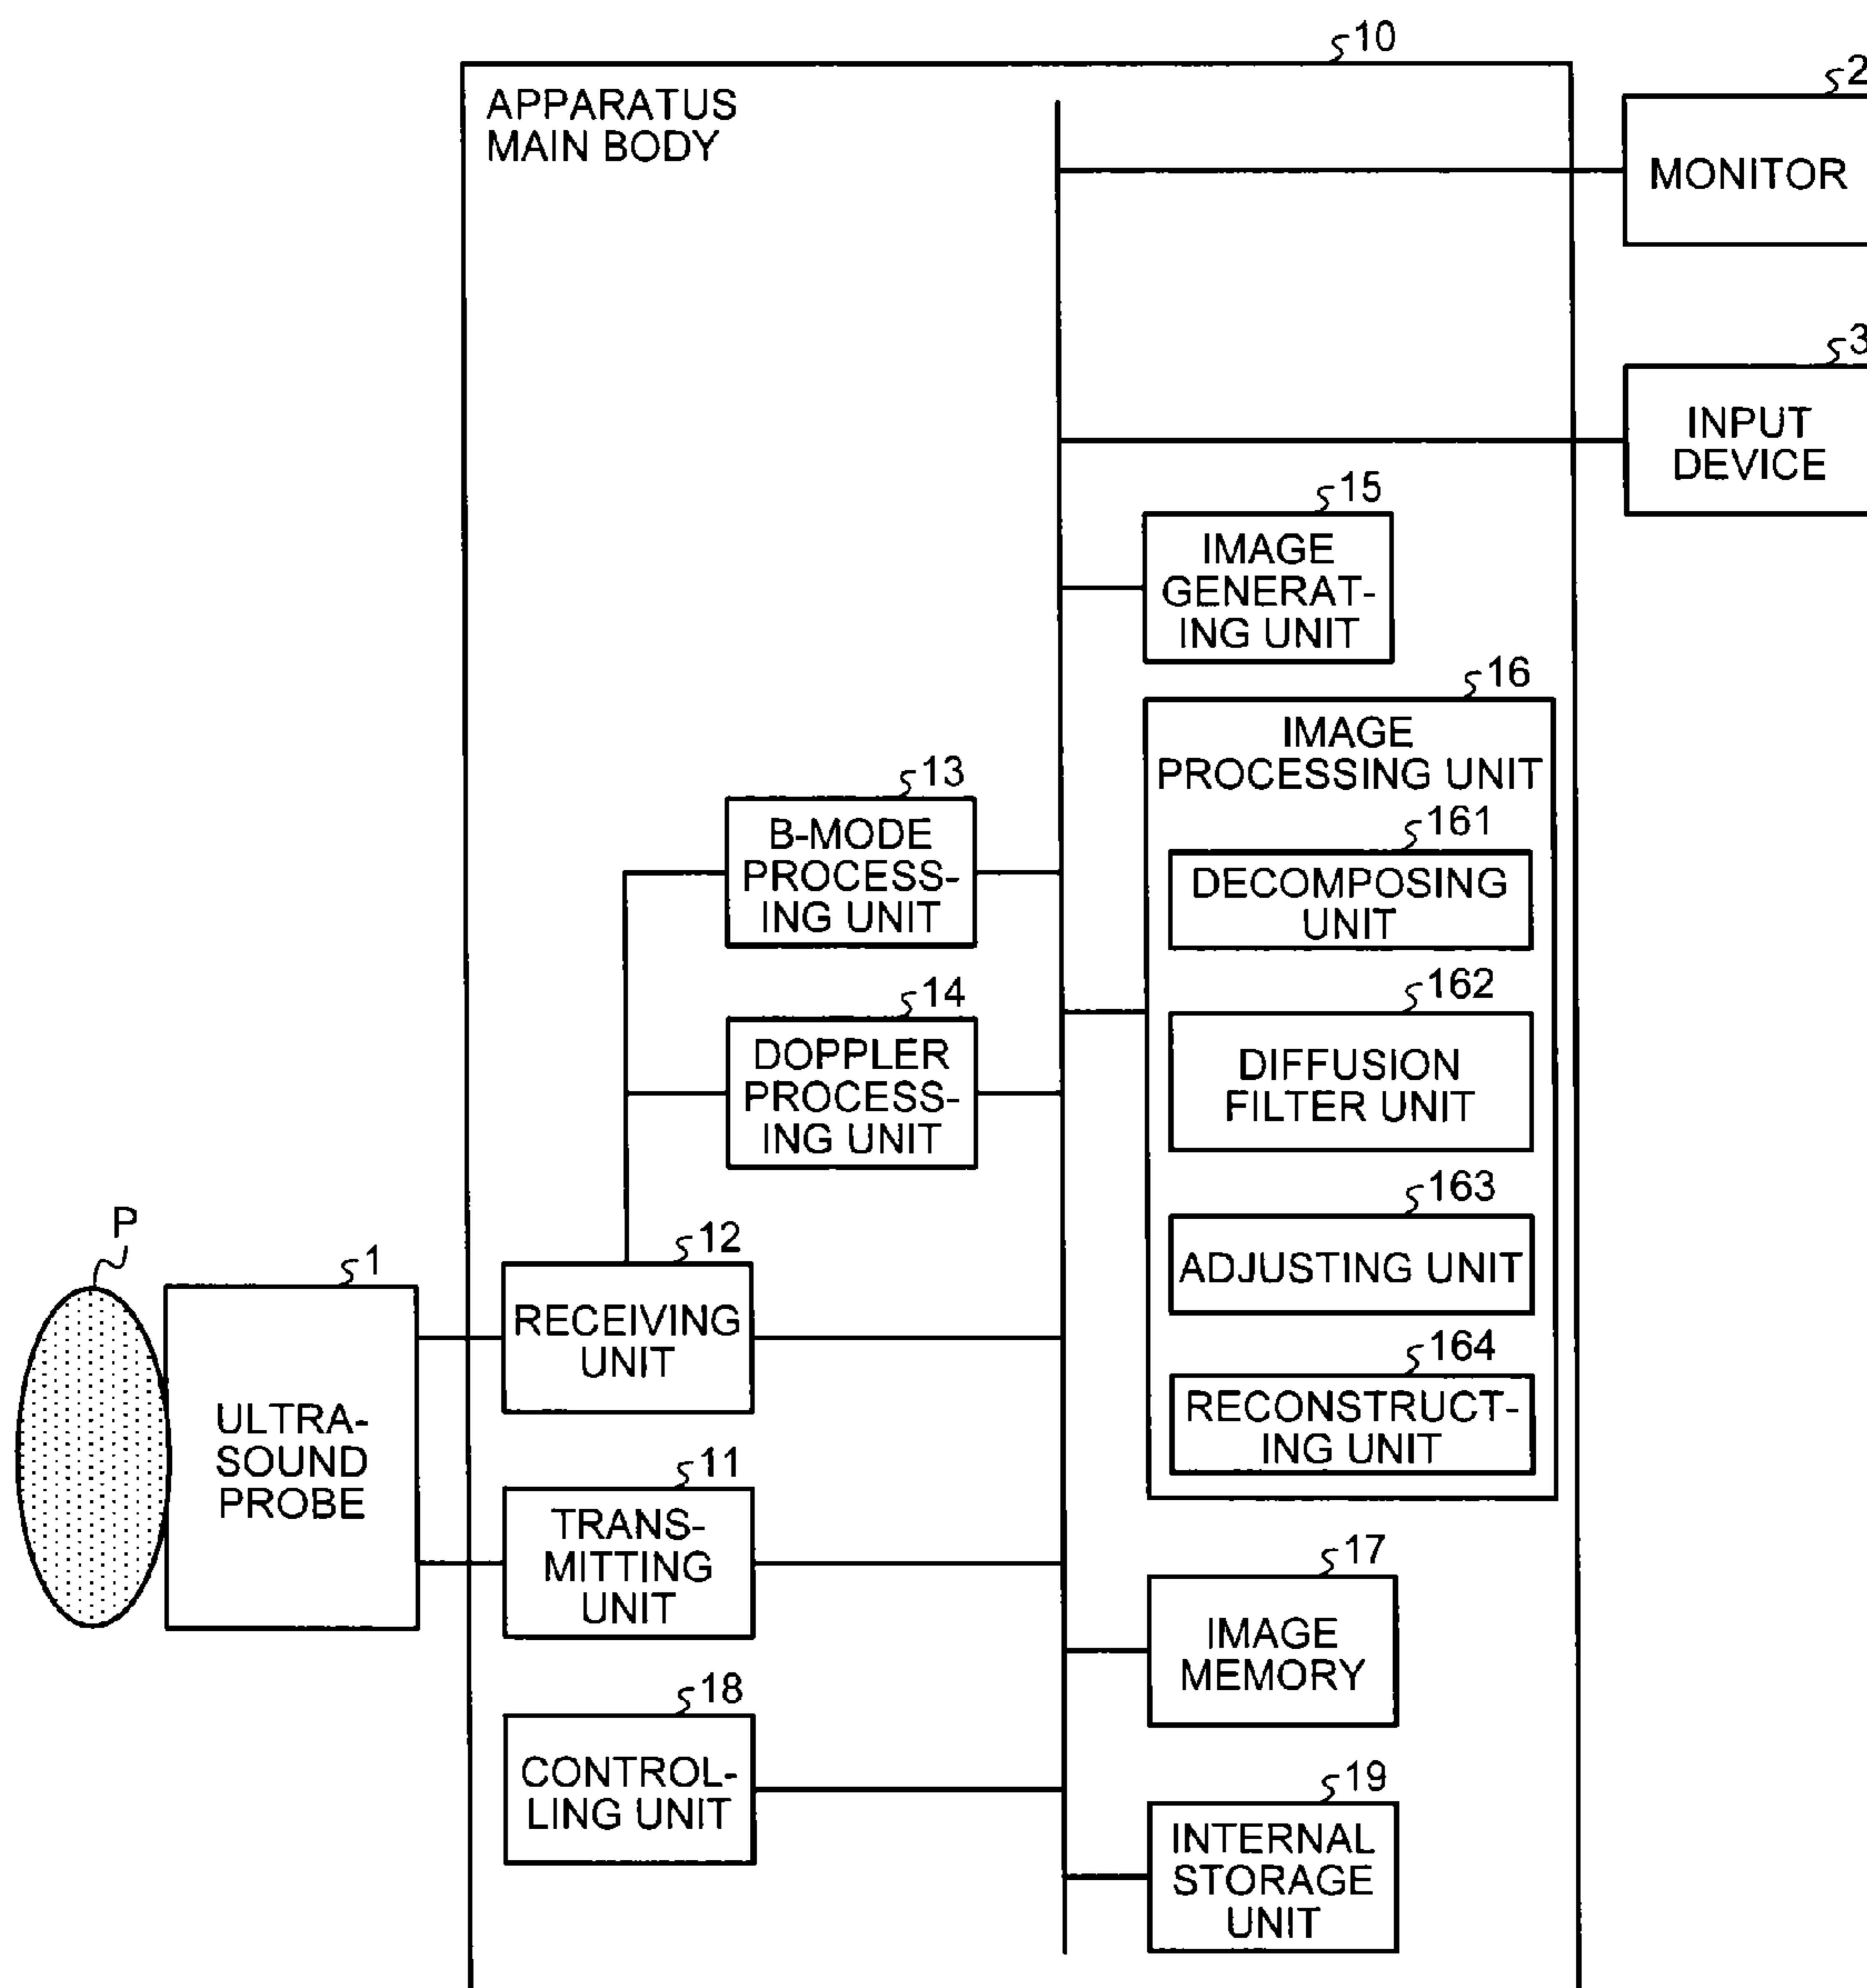 10
APPARATUS
MAIN BODY
2
MONITOR
3
INPUT
DEVICE
15
IMAGE
GENERAT-
ING UNIT
16
IMAGE
PROCESSING UNIT
13
B-MODE
PROCESS-
ING UNIT
161
DECOMPOSING
UNIT
14
DOPPLER
PROCESS-
ING UNIT
162
DIFFUSION
FILTER UNIT
163
ADJUSTING UNIT
P
1
ULTRA-
SOUND
PROBE
12
RECEIVING
UNIT
164
RECONSTRUCT-
ING UNIT
11
TRANS-
MITTING
UNIT
17
IMAGE
MEMORY
18
CONTROL-
LING UNIT
19
INTERNAL
STORAGE
UNIT